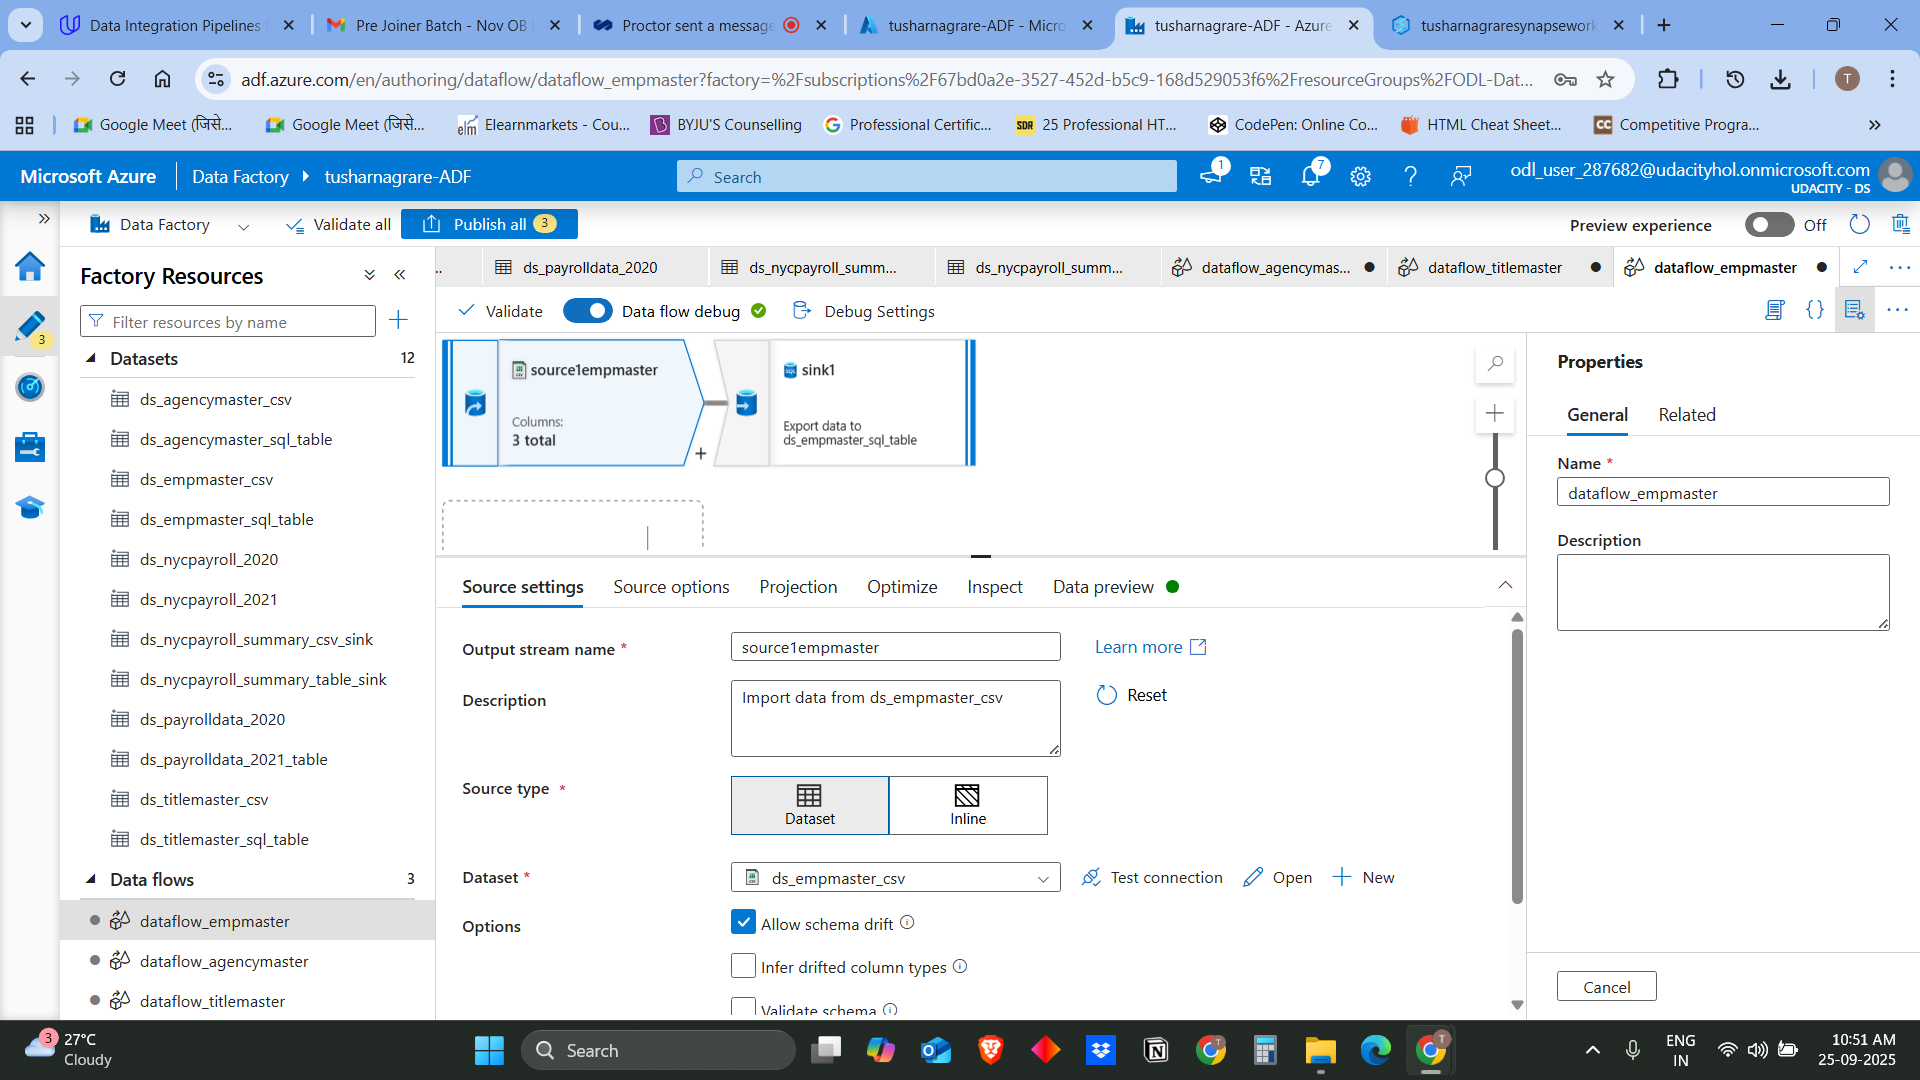 Data Integration Pipelines
Pre Joiner Batch - Nov OB
Proctor sent a message
tusharnagrare-ADF - Micro
tusharnagrare-ADF - Azure
tusharnagraresynapsework
adf.azure.com/en/authoring/dataflow/dataflow_empmaster?factory=%2Fsubscriptions%2F67bd0a2e-3527-452d-b5c9-168d529053f6%2FresourceGroups%2FODL-Dat...
T
Google Meet (जिसे...
Google Meet (जिसे...
elm Elearnmarkets - Cou...
BYJU'S Counselling
Professional Certific...
SDR 25 Professional HT...
CodePen: Online Co...
HTML Cheat Sheet...
CC Competitive Progra...
Microsoft Azure
Data Factory
tusharnagrare-ADF
Search
1
7
odl_user_287682@udacityhol.onmicrosoft.com
UDACITY - DS
Data Factory
Validate all
Publish all 3
Preview experience
Off
3
Factory Resources
Filter resources by name
Datasets 12
ds_agencymaster_csv
ds_agencymaster_sql_table
ds_empmaster_csv
ds_empmaster_sql_table
ds_nycpayroll_2020
ds_nycpayroll_2021
ds_nycpayroll_summary_csv_sink
ds_nycpayroll_summary_table_sink
ds_payrolldata_2020
ds_payrolldata_2021_table
ds_titlemaster_csv
ds_titlemaster_sql_table
Data flows 3
dataflow_empmaster
dataflow_agencymaster
dataflow_titlemaster
...
ds_payrolldata_2020
ds_nycpayroll_summ...
ds_nycpayroll_summ...
dataflow_agencymas...
dataflow_titlemaster
dataflow_empmaster
Validate
Data flow debug
Debug Settings
source1empmaster
Columns:
3 total
SQL sink1
Export data to
ds_empmaster_sql_table
Source settings
Source options
Projection
Optimize
Inspect
Data preview
Output stream name *
source1empmaster
Learn more
Description
Import data from ds_empmaster_csv
Reset
Source type *
Dataset
Inline
Dataset *
ds_empmaster_csv
Test connection
Open
New
Options
Allow schema drift
Infer drifted column types
Validate schema
Properties
General
Related
Name *
dataflow_empmaster
Description
Cancel
3
27°C
Cloudy
Search
ENG
IN
10:51 AM
25-09-2025